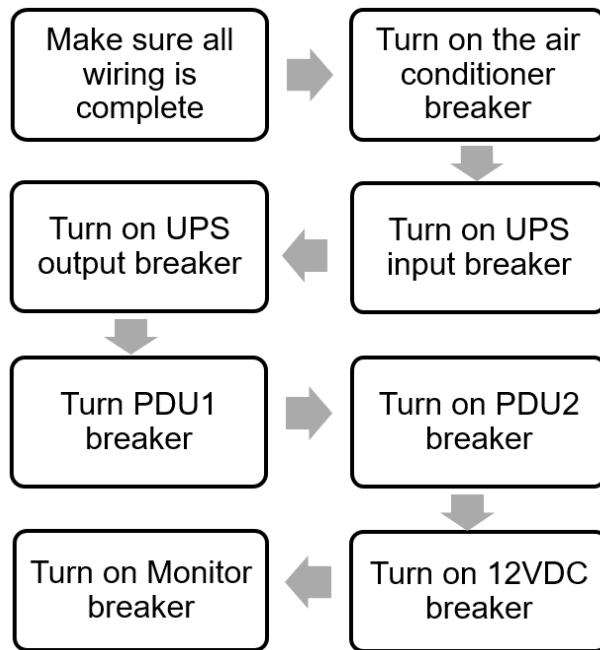 Make sure all
wiring is
complete
Turn on the air
conditioner
breaker
Turn on UPS
input breaker
Turn on UPS
output breaker
Turn PDU1
breaker
Turn on PDU2
breaker
Turn on 12VDC
breaker
Turn on Monitor
breaker